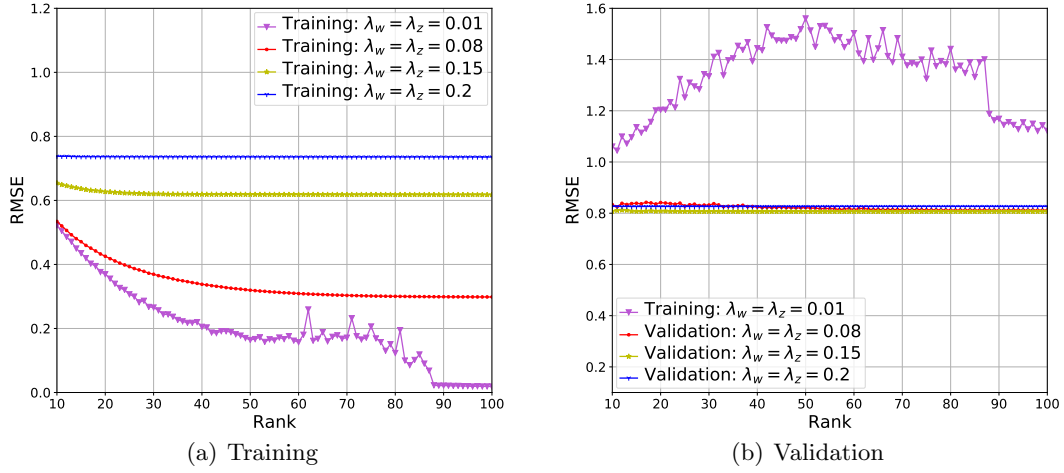 1.2
1.0
0.8
0.6
0.4
0.2
0.0
RMSE
Training: λw = λz = 0.01
Training: λw = λz = 0.08
Training: λw = λz = 0.15
Training: λw = λz = 0.2
10 20 30 40 50 60 70 80 90 100
Rank
(a) Training
1.6
1.4
1.2
1.0
0.8
0.6
0.4
0.2
RMSE
Training: λw = λz = 0.01
Validation: λw = λz = 0.08
Validation: λw = λz = 0.15
Validation: λw = λz = 0.2
10 20 30 40 50 60 70 80 90 100
Rank
(b) Validation